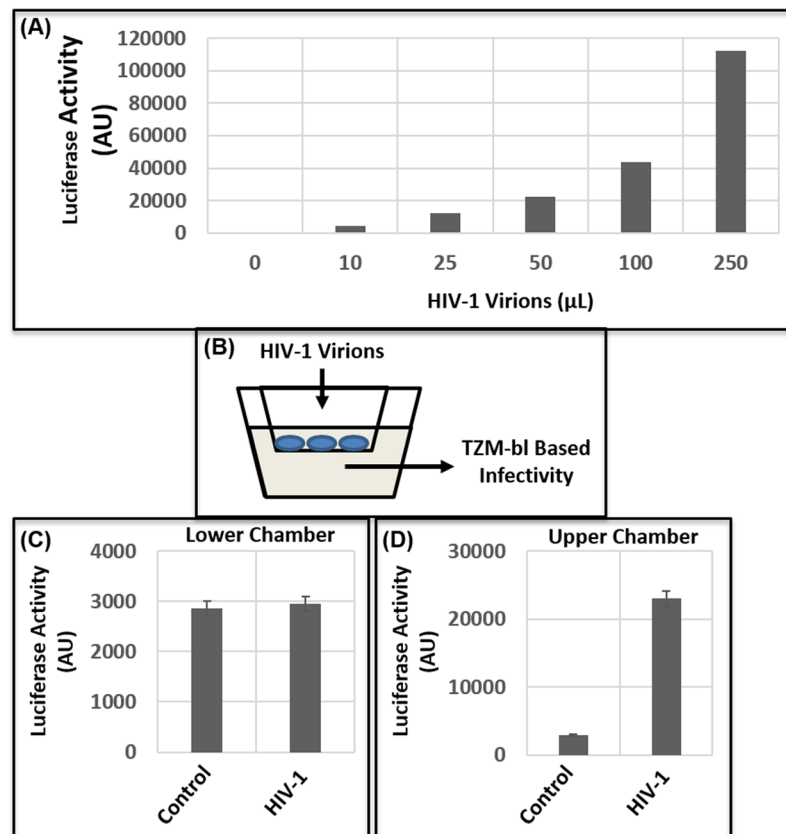 (A)
Luciferase Activity
(AU)
120000
100000
80000
60000
40000
20000
0
0 10 25 50 100 250
HIV-1 Virions (µL)
(B)
HIV-1 Virions
TZM-bl Based
Infectivity
(C)
Lower Chamber
Luciferase Activity
(AU)
4000
3000
2000
1000
0
Control HIV-1
(D)
Upper Chamber
Luciferase Activity
(AU)
30000
20000
10000
0
Control HIV-1